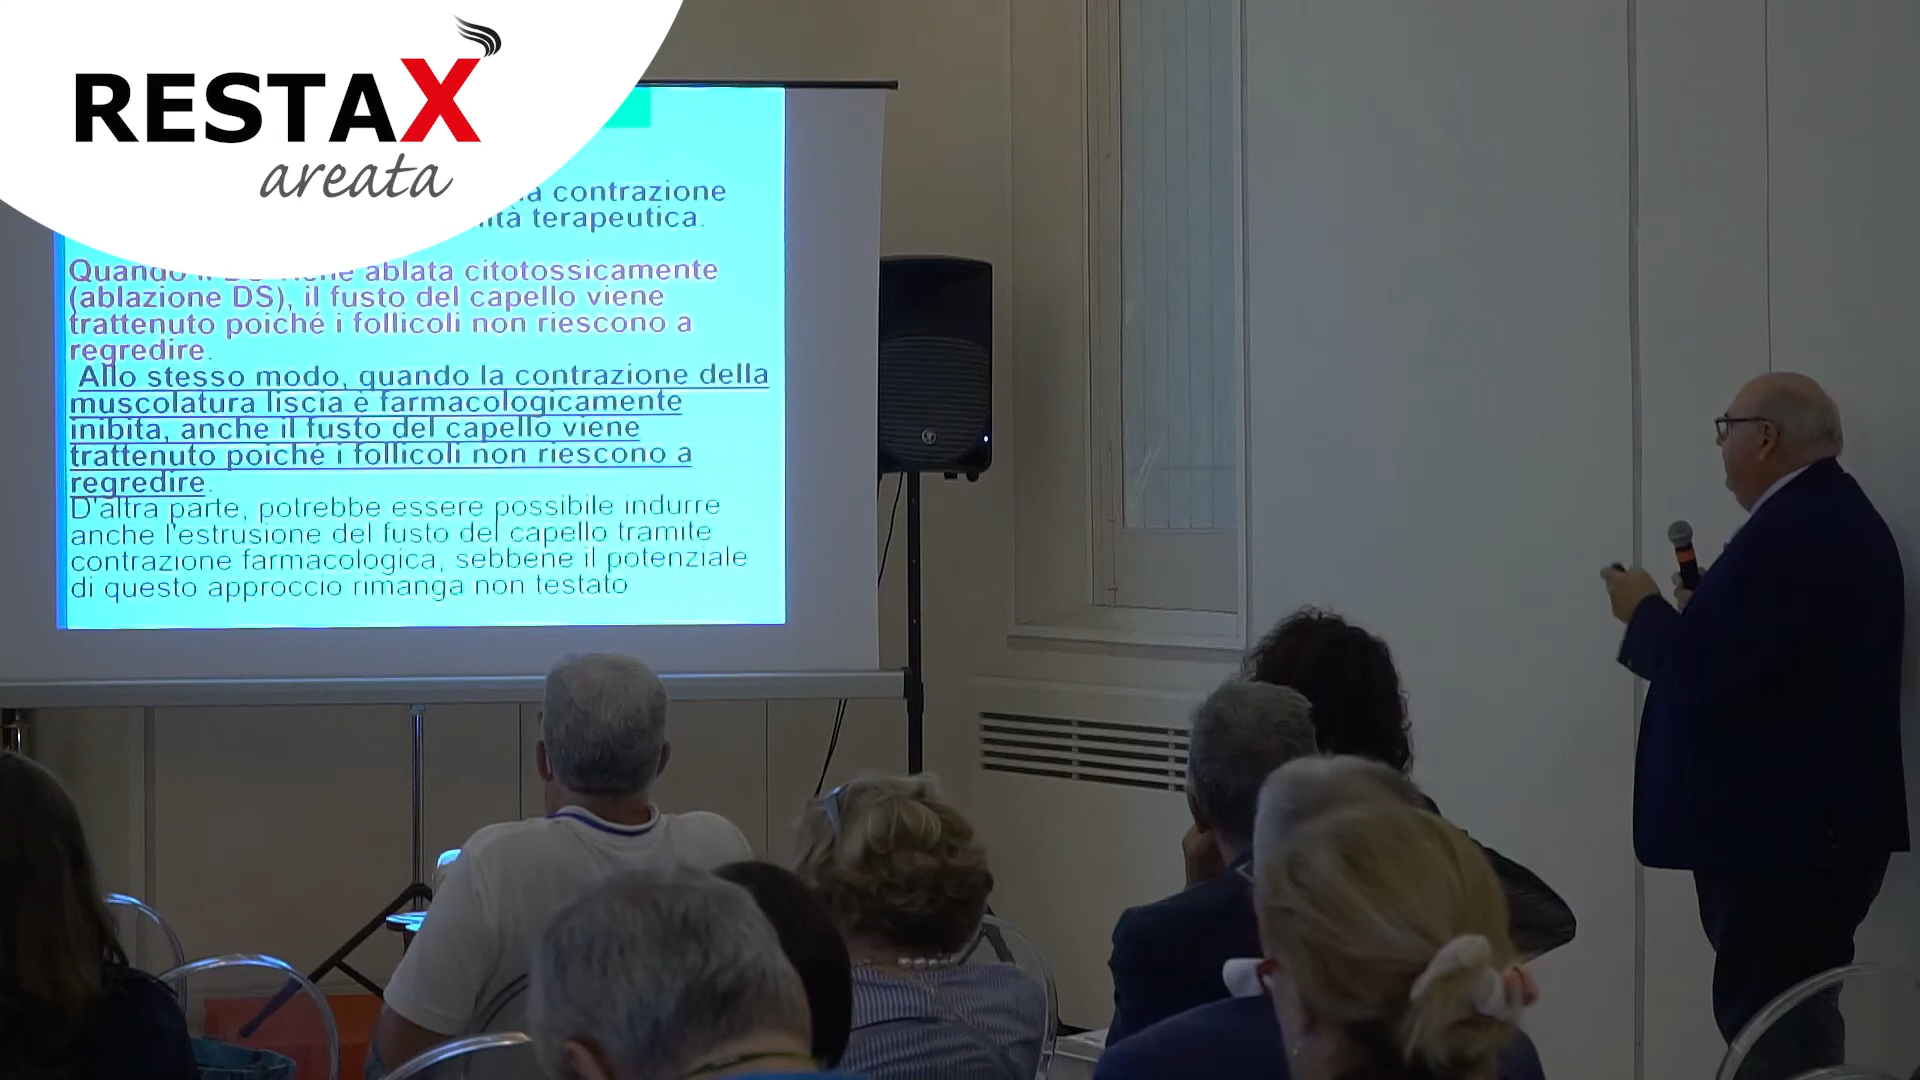 RESTAX
areata
contrazione
terapeutica.
ablata citotossicamente
(ablazione DS), il fusto del capello viene
trattenuto poiché i follicoli non riescono a
regredire.
Allo stesso modo, quando la contrazione della
muscolatura liscia è farmacologicamente
inibita, anche il fusto del capello viene
trattenuto poiché i follicoli non riescono a
regredire.
D'altra parte, potrebbe essere possibile indurre
anche l'estrusione del fusto del capello tramite
contrazione farmacologica, sebbene il potenziale
di questo approccio rimanga non testato